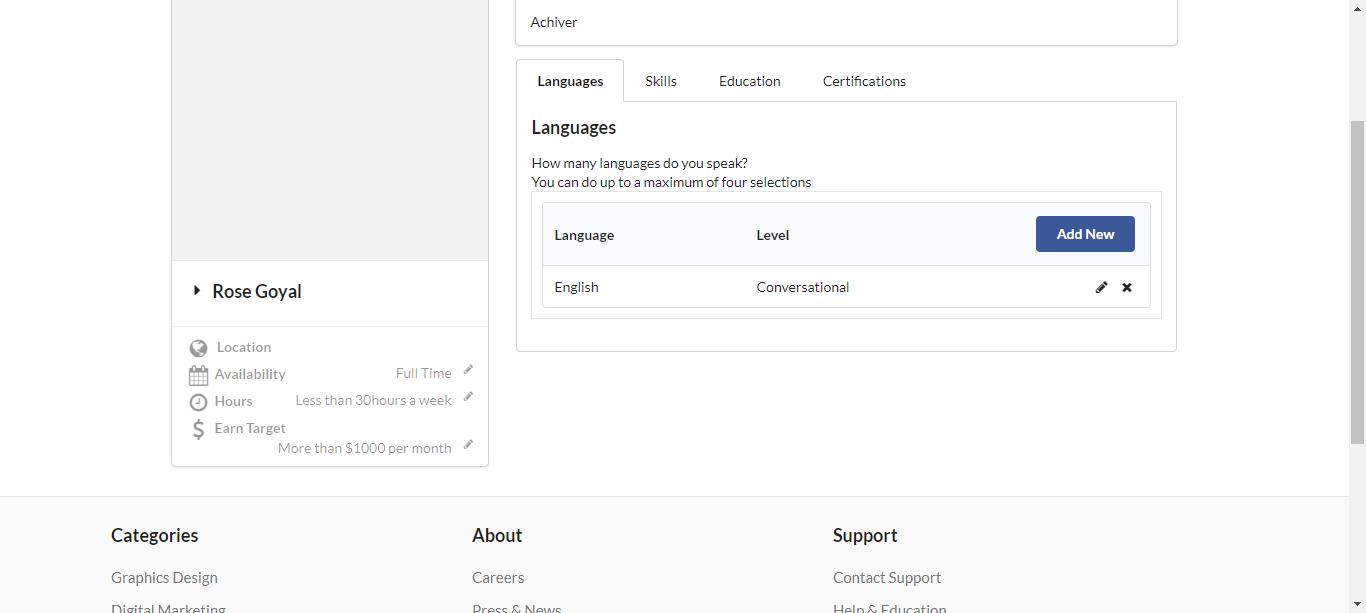 Achiver
Languages Skills Education Certifications
Languages
How many languages do you speak?
You can do up to a maximum of four selections
Language Level Add New
English Conversational
Rose Goyal
Location
Availability Full Time
Hours Less than 30hours a week
Earn Target
More than $1000 per month
Categories About Support
Graphics Design Careers Contact Support
Digital Marketing Press & News Help & Education